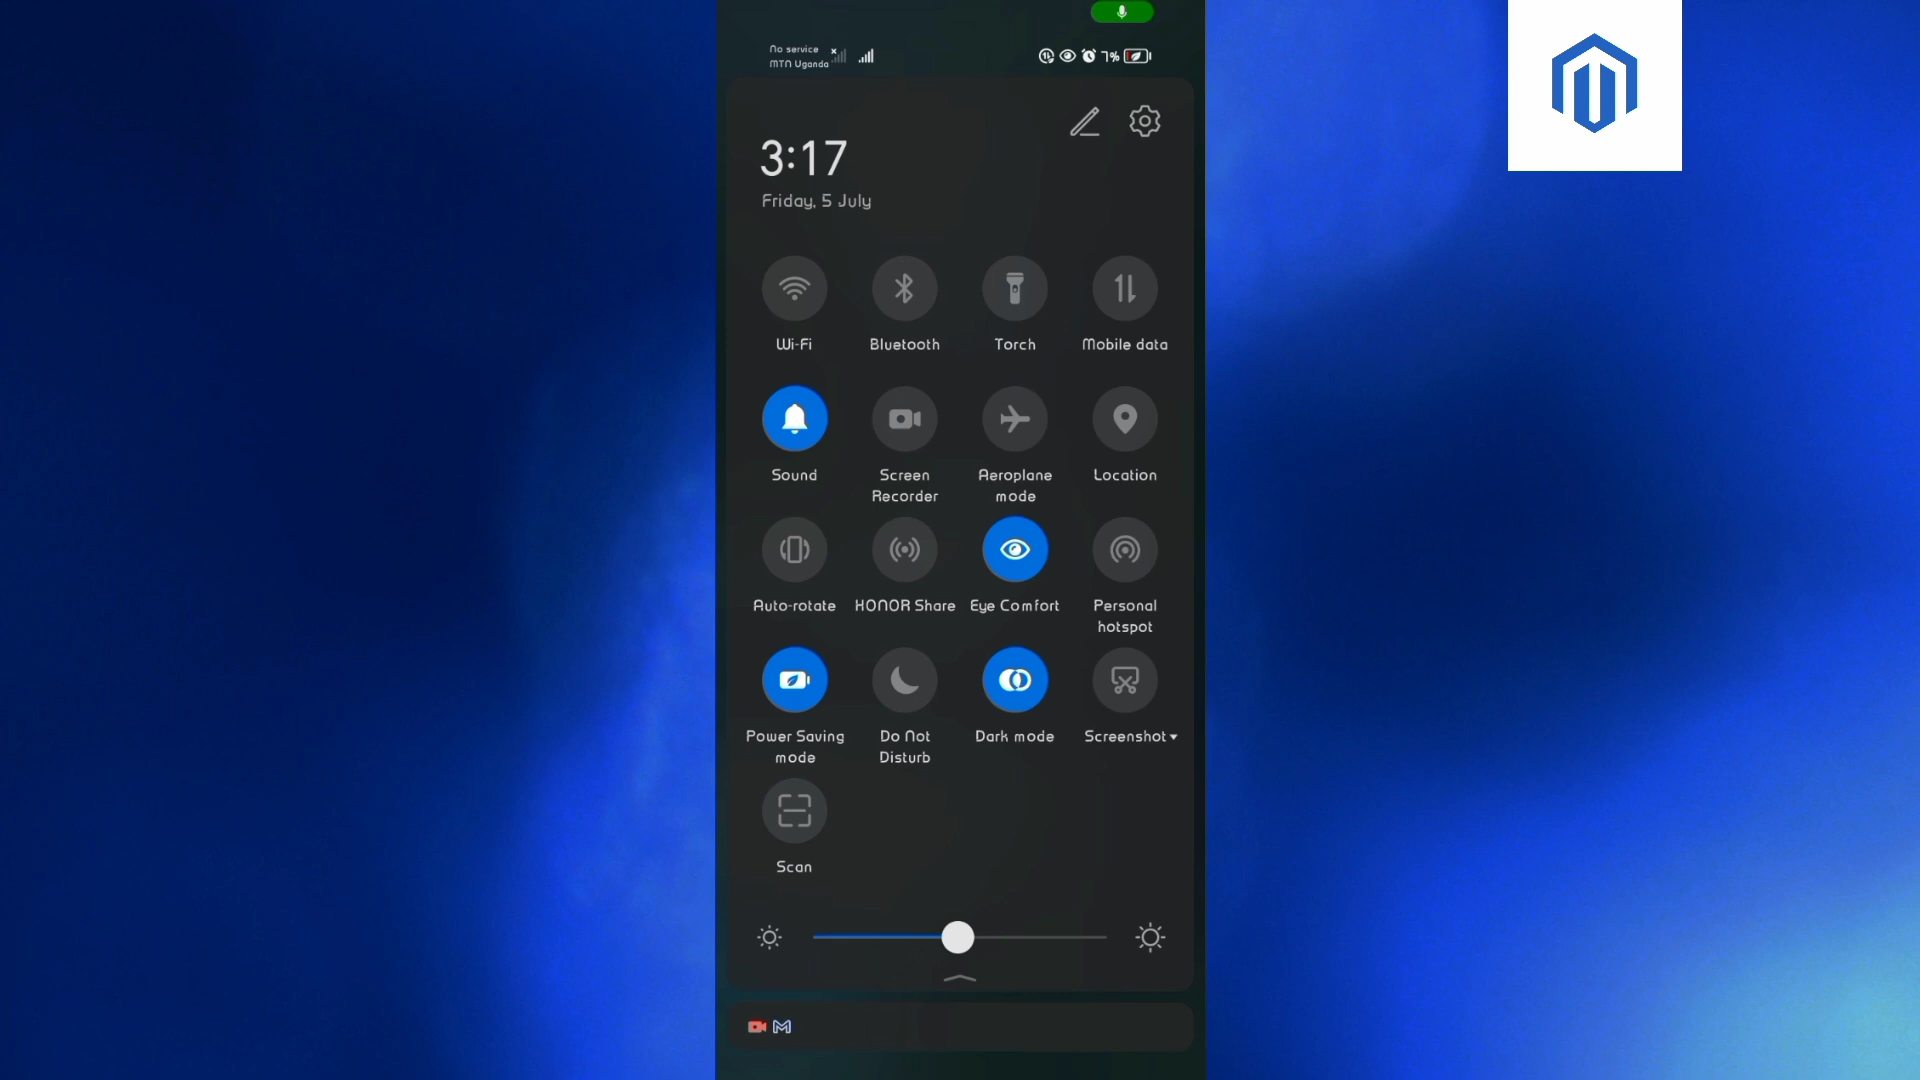 No service
MTN Uganda
7%
3:17
Friday, 5 July
Wi-Fi
Bluetooth
Torch
Mobile data
Sound
Screen
Recorder
Aeroplane
mode
Location
Auto-rotate
HONOR Share
Eye Comfort
Personal
hotspot
Power Saving
mode
Do Not
Disturb
Dark mode
Screenshot
Scan